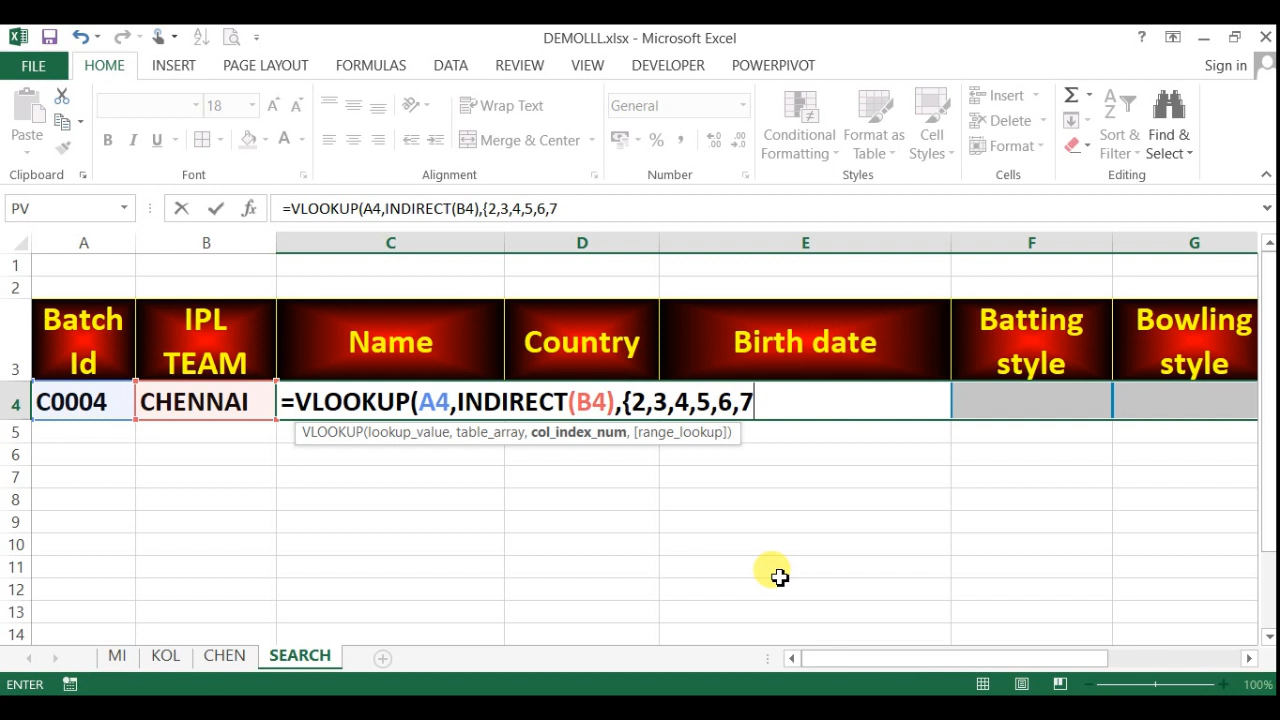 DEMOLLL.xlsx - Microsoft Excel
?
FILE HOME INSERT PAGE LAYOUT FORMULAS DATA REVIEW VIEW DEVELOPER POWERPIVOT Sign in
Paste
18
B I U A
Wrap Text
Merge & Center
General
%
Conditional Formatting
Format as Table
Cell Styles
Insert
Delete
Format
Sort & Filter
Find & Select
Clipboard Font Alignment Number Styles Cells Editing
PV fx =VLOOKUP(A4,INDIRECT(B4),{2,3,4,5,6,7
A B C D E F G
1
2
3 Batch Id IPL TEAM Name Country Birth date Batting style Bowling style
4 C0004 CHENNAI =VLOOKUP(A4,INDIRECT(B4),{2,3,4,5,6,7
VLOOKUP(lookup_value, table_array, col_index_num, [range_lookup])
5
6
7
8
9
10
11
12
13
14
MI KOL CHEN SEARCH
ENTER 100%